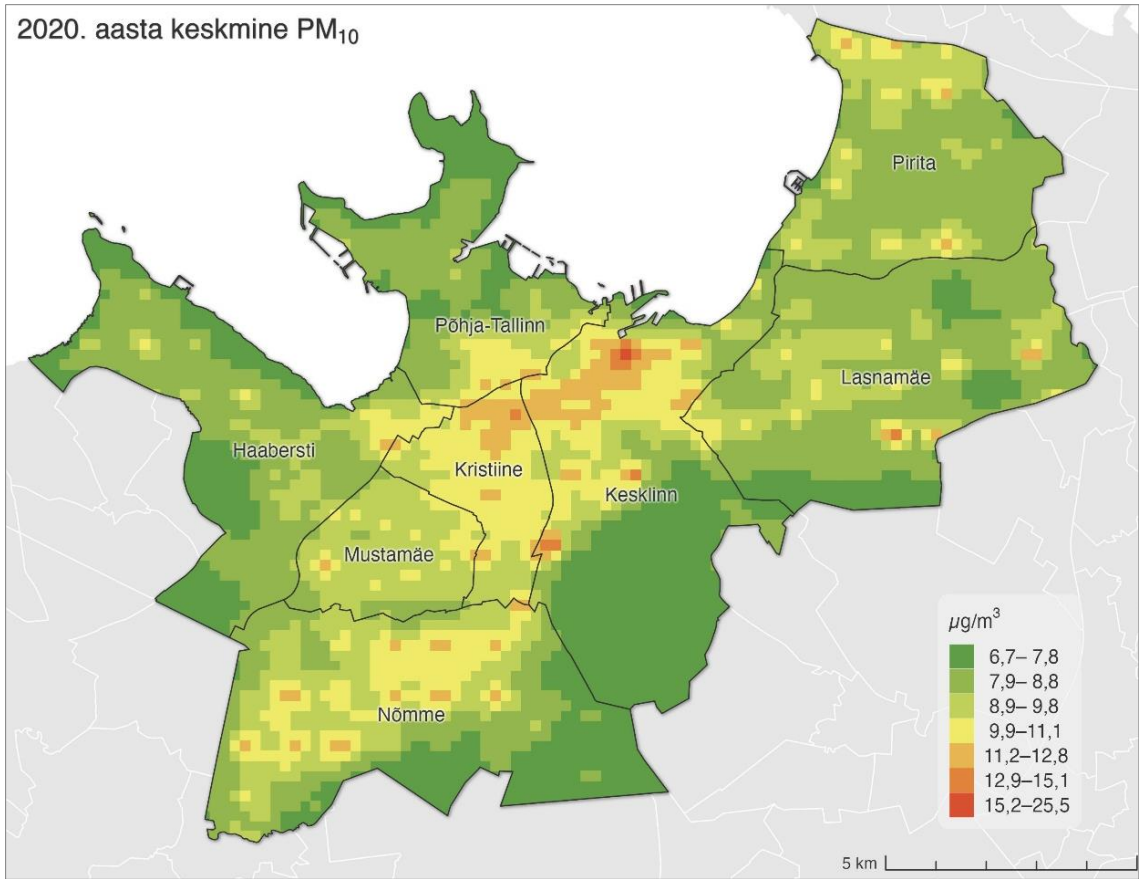 2020. aasta keskmine PM₁₀
Pirita
Põhja-Tallinn
Lasnamäe
Haabersti
Kristiine
Kesklinn
Mustamäe
Nõmme
µg/m³
6,7– 7,8
7,9– 8,8
8,9– 9,8
9,9–11,1
11,2–12,8
12,9–15,1
15,2–25,5
5 km